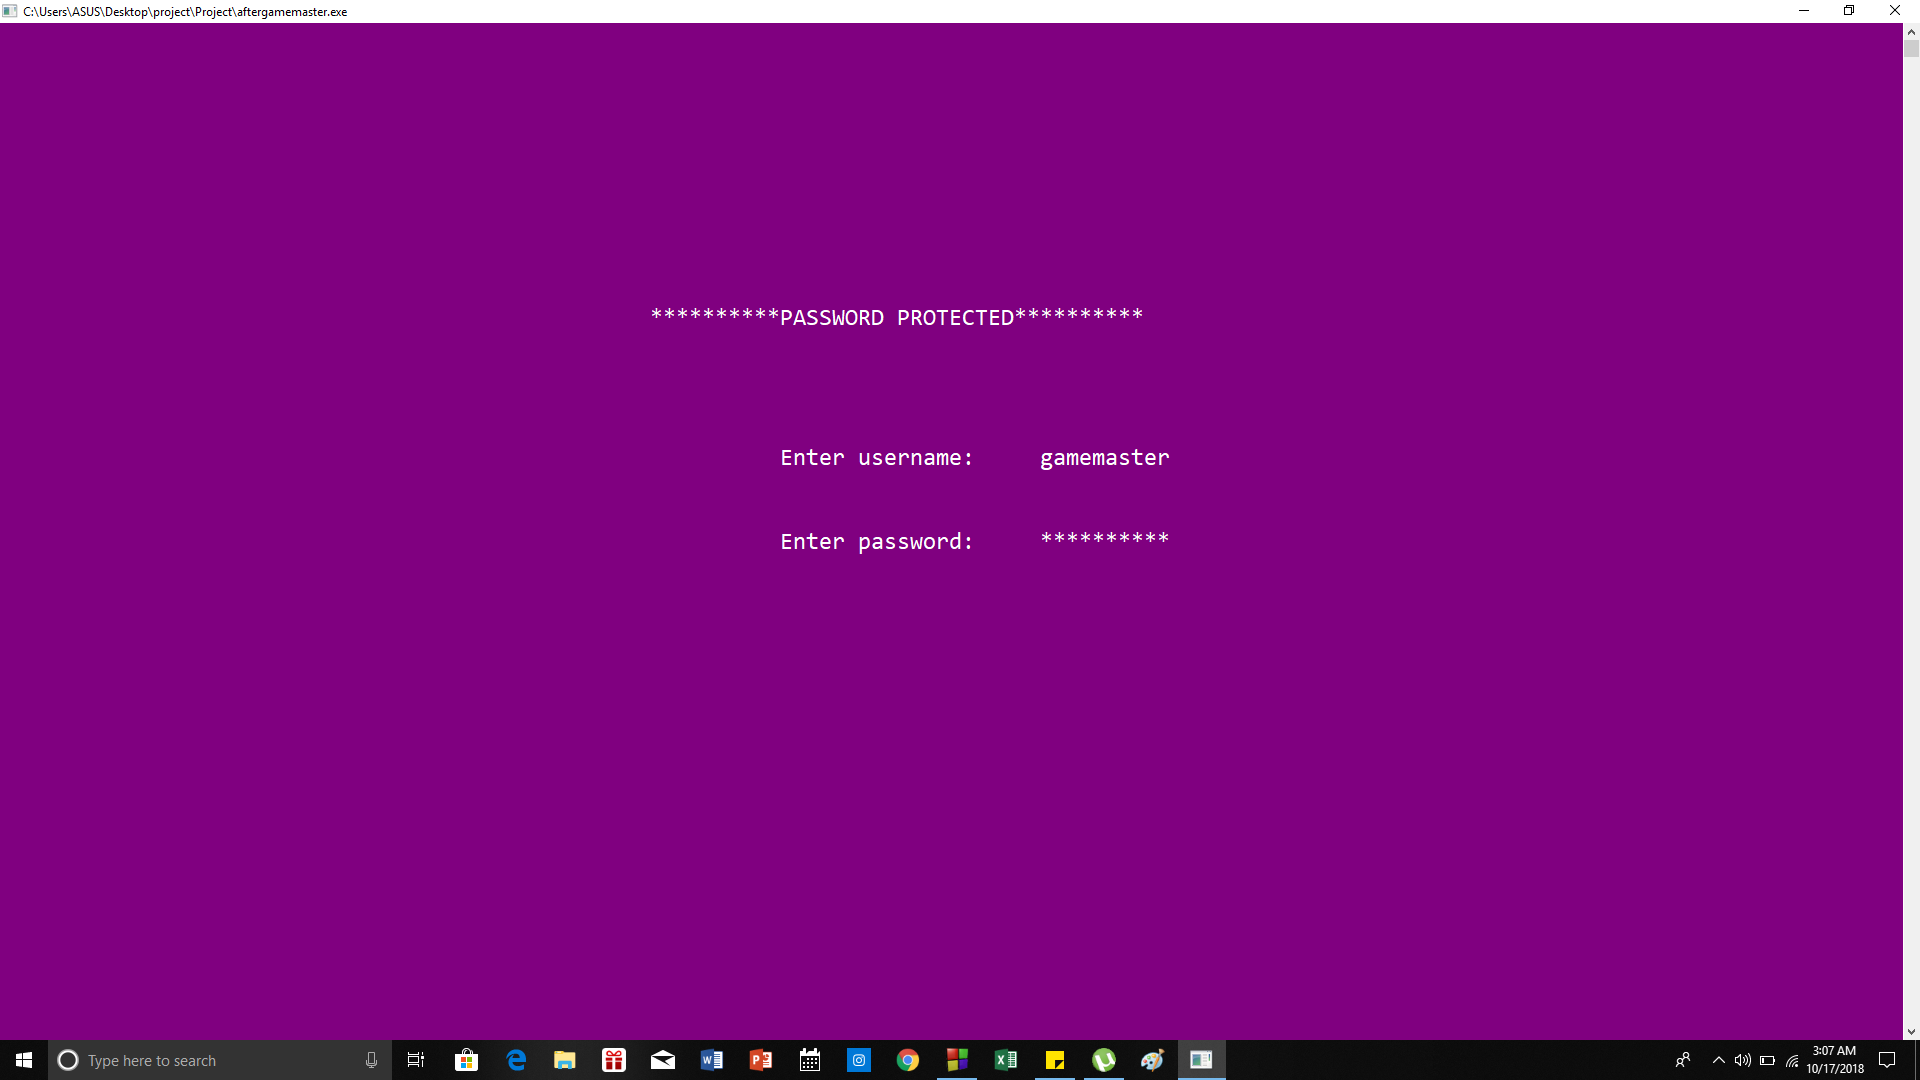 C:\Users\ASUS\Desktop\project\Project\aftergamemaster.exe
**********PASSWORD PROTECTED**********
Enter username: gamemaster
Enter password: **********
Type here to search
3:07 AM
10/17/2018